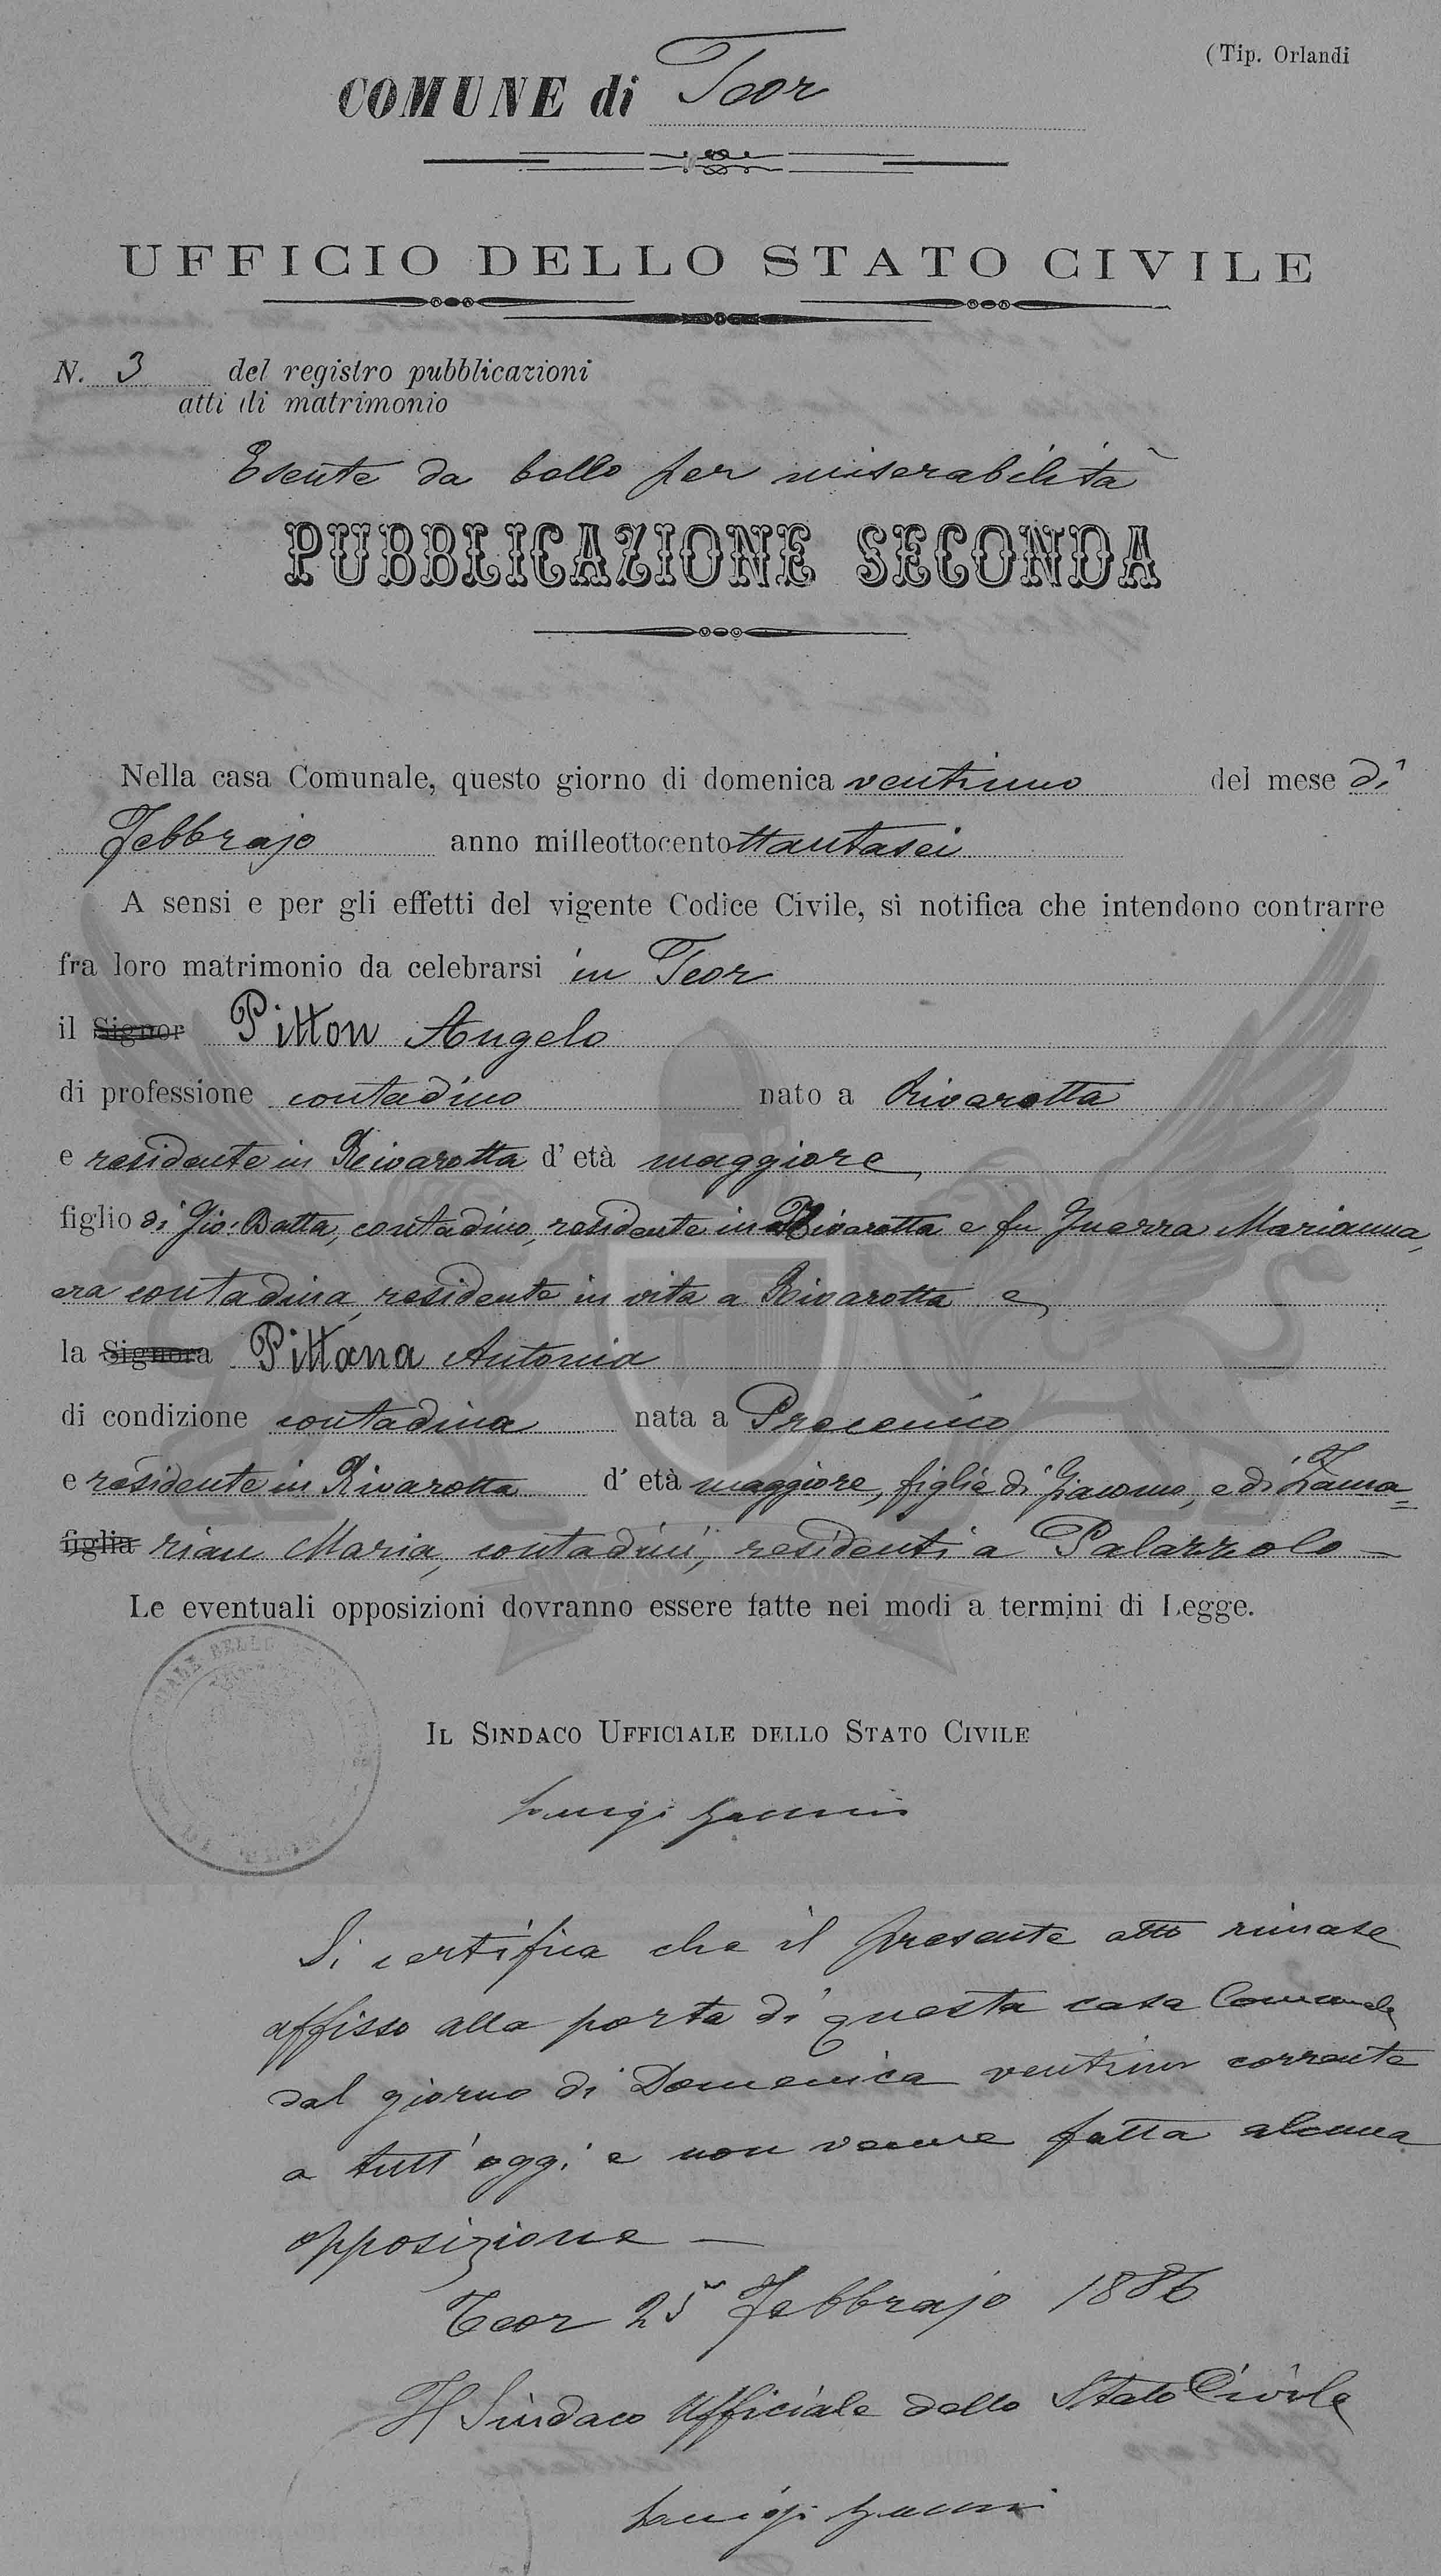 (Tip. Orlandi
COMUNE di Teor
UFFICIO DELLO STATO CIVILE
N. 3 del registro pubblicazioni
atti di matrimonio
Esente da bollo per miserabilità
PUBBLICAZIONE SECONDA
Nella casa Comunale, questo giorno di domenica ventiuno del mese di
Febbrajo anno milleottocentottantasei
A sensi e per gli effetti del vigente Codice Civile, si notifica che intendono contrarre
fra loro matrimonio da celebrarsi in Teor
il Signor Pitton Angelo
di professione contadino nato a Rivarotta
e residente in Rivarotta d' età maggiore
figlio di Gio: Batta, contadino, residente in Rivarotta e fu Guerra Marianna,
era contadina, residente in vita a Rivarotta e
la Signora Pittana Antonia
di condizione contadina nata a Precenico
e residente in Rivarotta d' età maggiore, figlia di Giacomo, e di Zama=
figlia rian Maria, contadini, residenti a Palazzolo —
Le eventuali opposizioni dovranno essere fatte nei modi a termini di Legge.
IL SINDACO UFFICIALE DELLO STATO CIVILE
Luigi
Si certifica che il presente atto rimase
affisso alla porta di questa casa Comunale
dal giorno di Domenica ventiuno corrente
a tutt'oggi e non venne fatta alcuna
opposizione —
Teor 25 Febbrajo 1886
Il Sindaco Ufficiale dello Stato Civile
Luigi